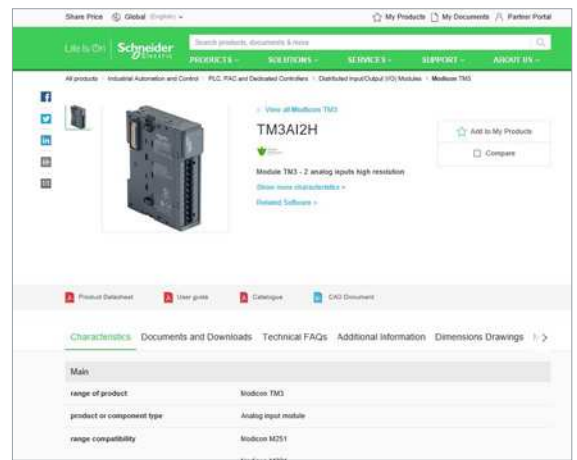 Share Price Global (English) My Products My Documents Partner Portal
Life Is On Schneider Electric
Search products, documents & more
PRODUCTS SOLUTIONS SERVICES SUPPORT ABOUT US
All products Industrial Automation and Control PLC, PAC and Dedicated Controllers Distributed Input/Output (I/O) Modules Modicon TM3
View all Modicon TM3
TM3AI2H
Add to My Products
Compare
Module TM3 - 2 analog inputs high resolution
Show more characteristics »
Related Software >
Product Datasheet User guide Catalogue CAD Document
Characteristics Documents and Downloads Technical FAQs Additional Information Dimensions Drawings
Main
range of product Modicon TM3
product or component type Analog input module
range compatibility Modicon M251